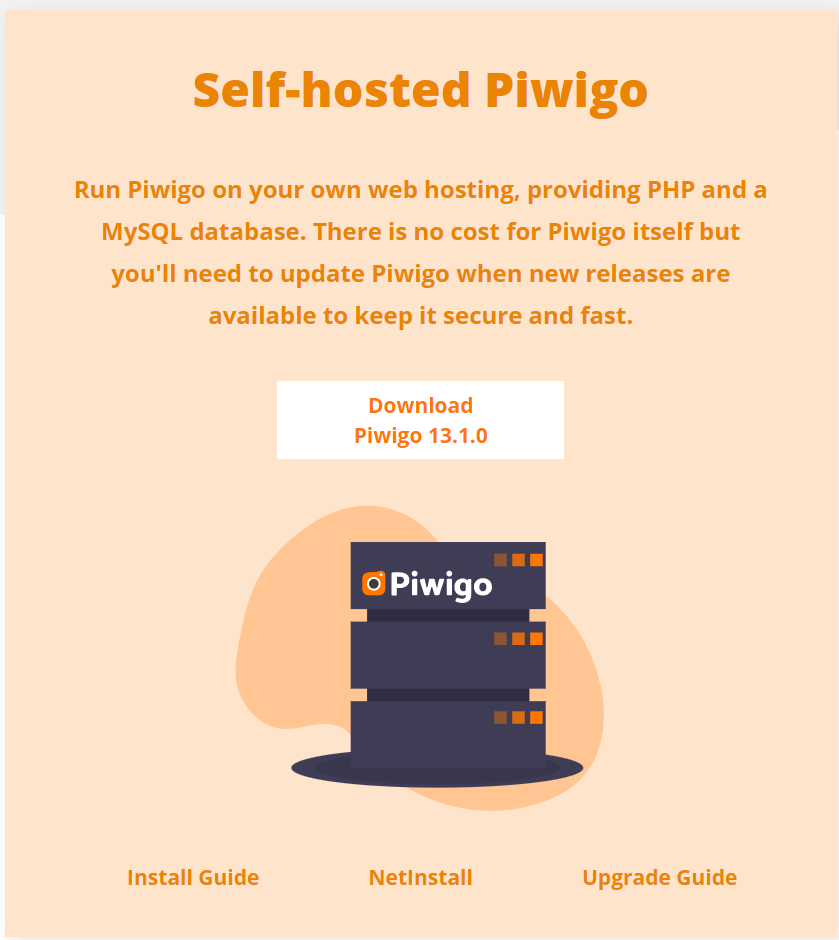 Self-hosted Piwigo
Run Piwigo on your own web hosting, providing PHP and a
MySQL database. There is no cost for Piwigo itself but
you'll need to update Piwigo when new releases are
available to keep it secure and fast.
Download
Piwigo 13.1.0
Piwigo
Install Guide
NetInstall
Upgrade Guide